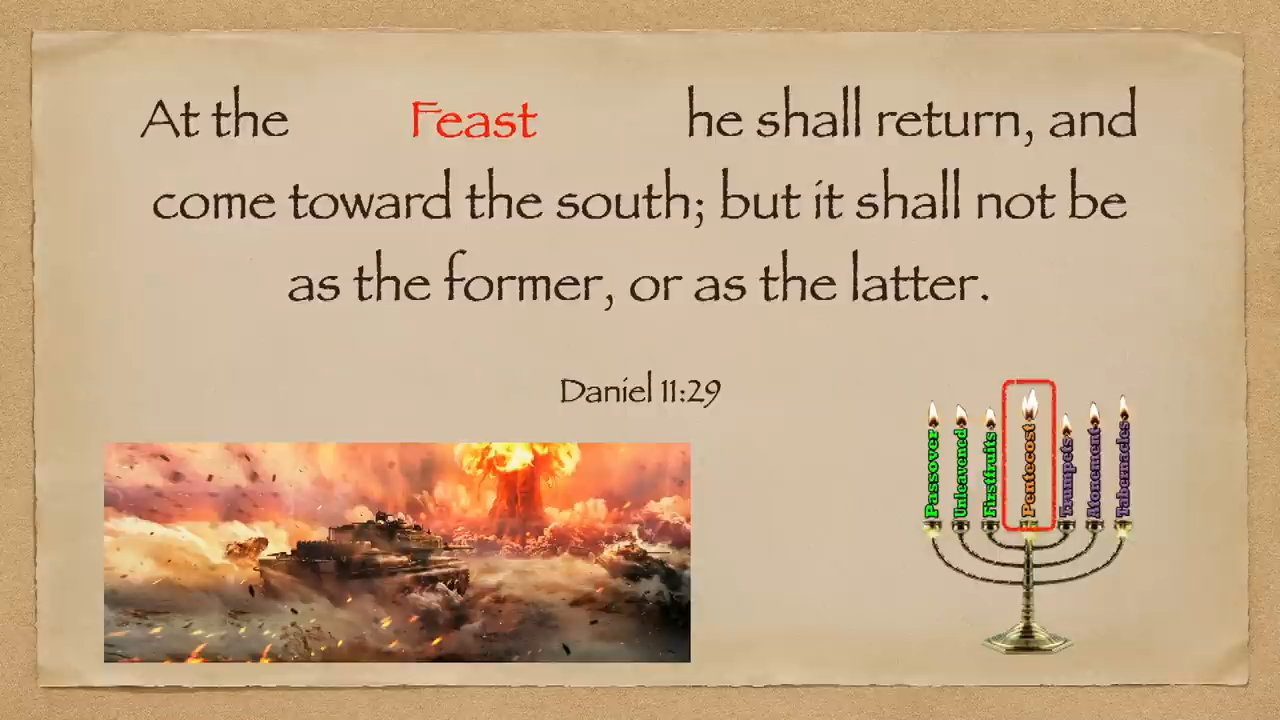 At the Feast he shall return, and
come toward the south; but it shall not be
as the former, or as the latter.
Daniel 11:29
Passover
Unleavened
Firstfruits
Pentecost
Trumpets
Atonement
Tabernacles